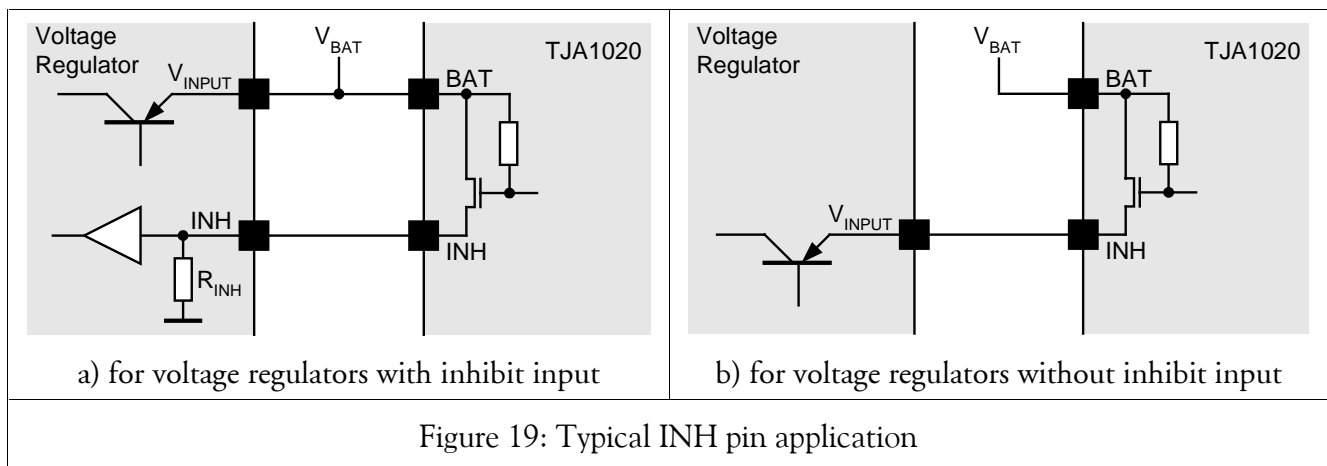 Voltage
Regulator
V_INPUT
V_BAT
BAT
TJA1020
INH
R_INH
INH
a) for voltage regulators with inhibit input
Voltage
Regulator
V_INPUT
V_BAT
BAT
TJA1020
INH
b) for voltage regulators without inhibit input
Figure 19: Typical INH pin application